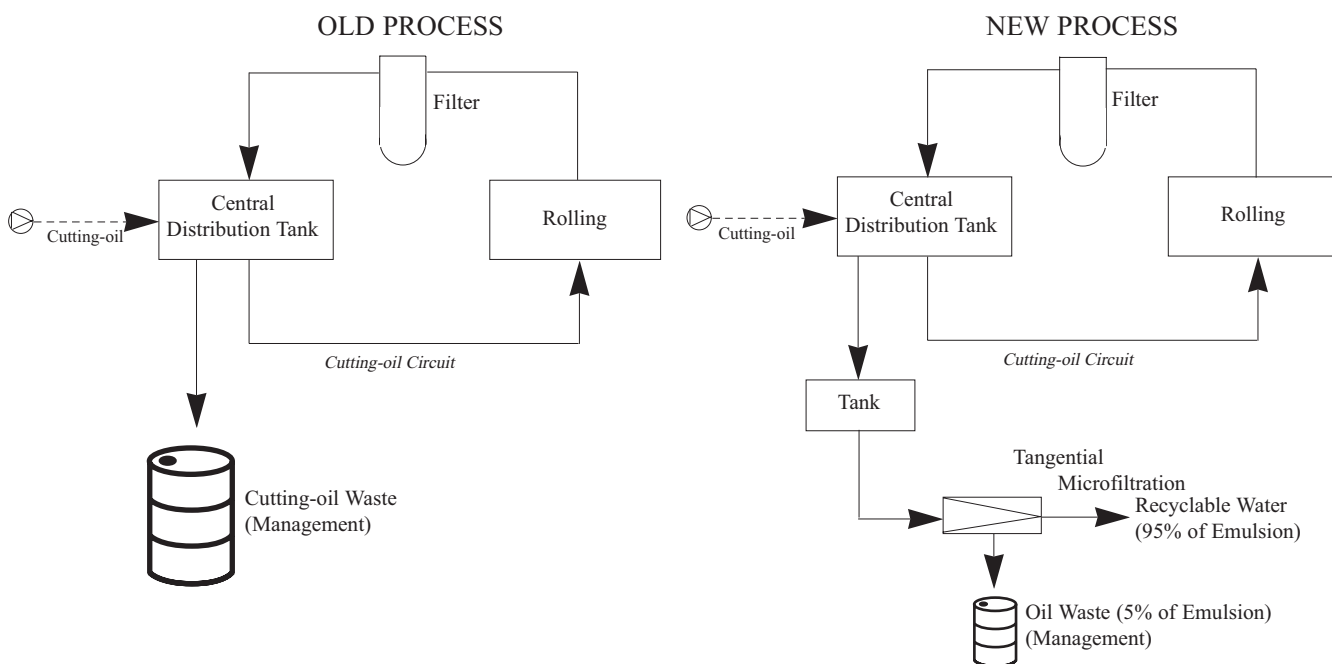 OLD PROCESS
Filter
Central
Distribution Tank
Rolling
Cutting-oil
Cutting-oil Circuit
Cutting-oil Waste
(Management)
NEW PROCESS
Filter
Central
Distribution Tank
Rolling
Cutting-oil
Cutting-oil Circuit
Tank
Tangential
Microfiltration
Recyclable Water
(95% of Emulsion)
Oil Waste (5% of Emulsion)
(Management)